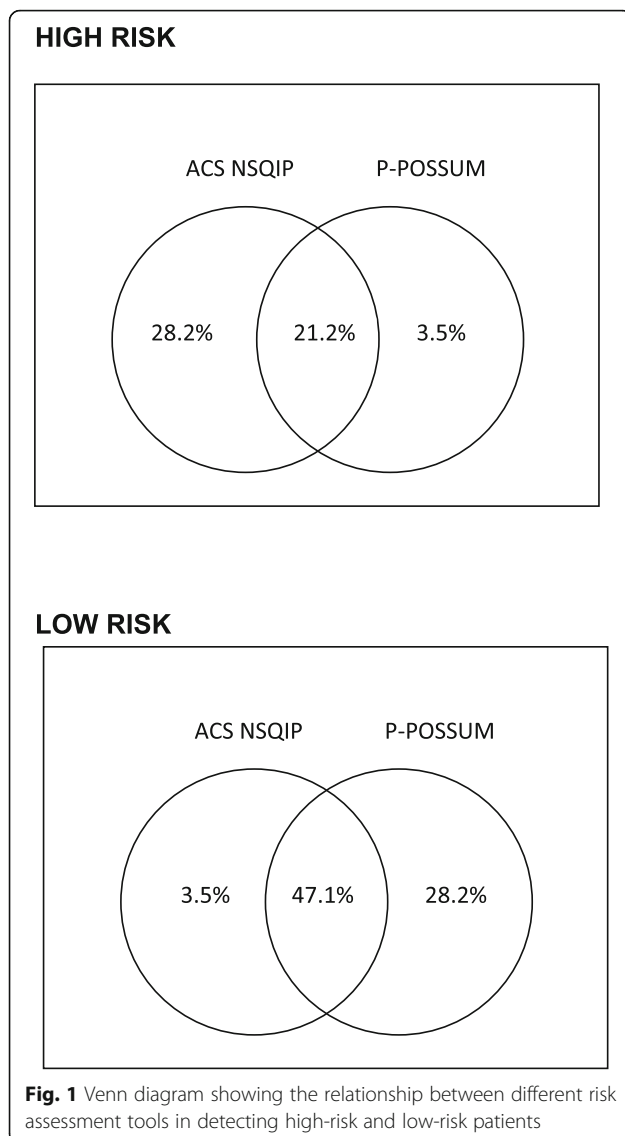 HIGH RISK
ACS NSQIP P-POSSUM
28.2% 21.2% 3.5%
LOW RISK
ACS NSQIP P-POSSUM
3.5% 47.1% 28.2%
Fig. 1 Venn diagram showing the relationship between different risk
assessment tools in detecting high-risk and low-risk patients